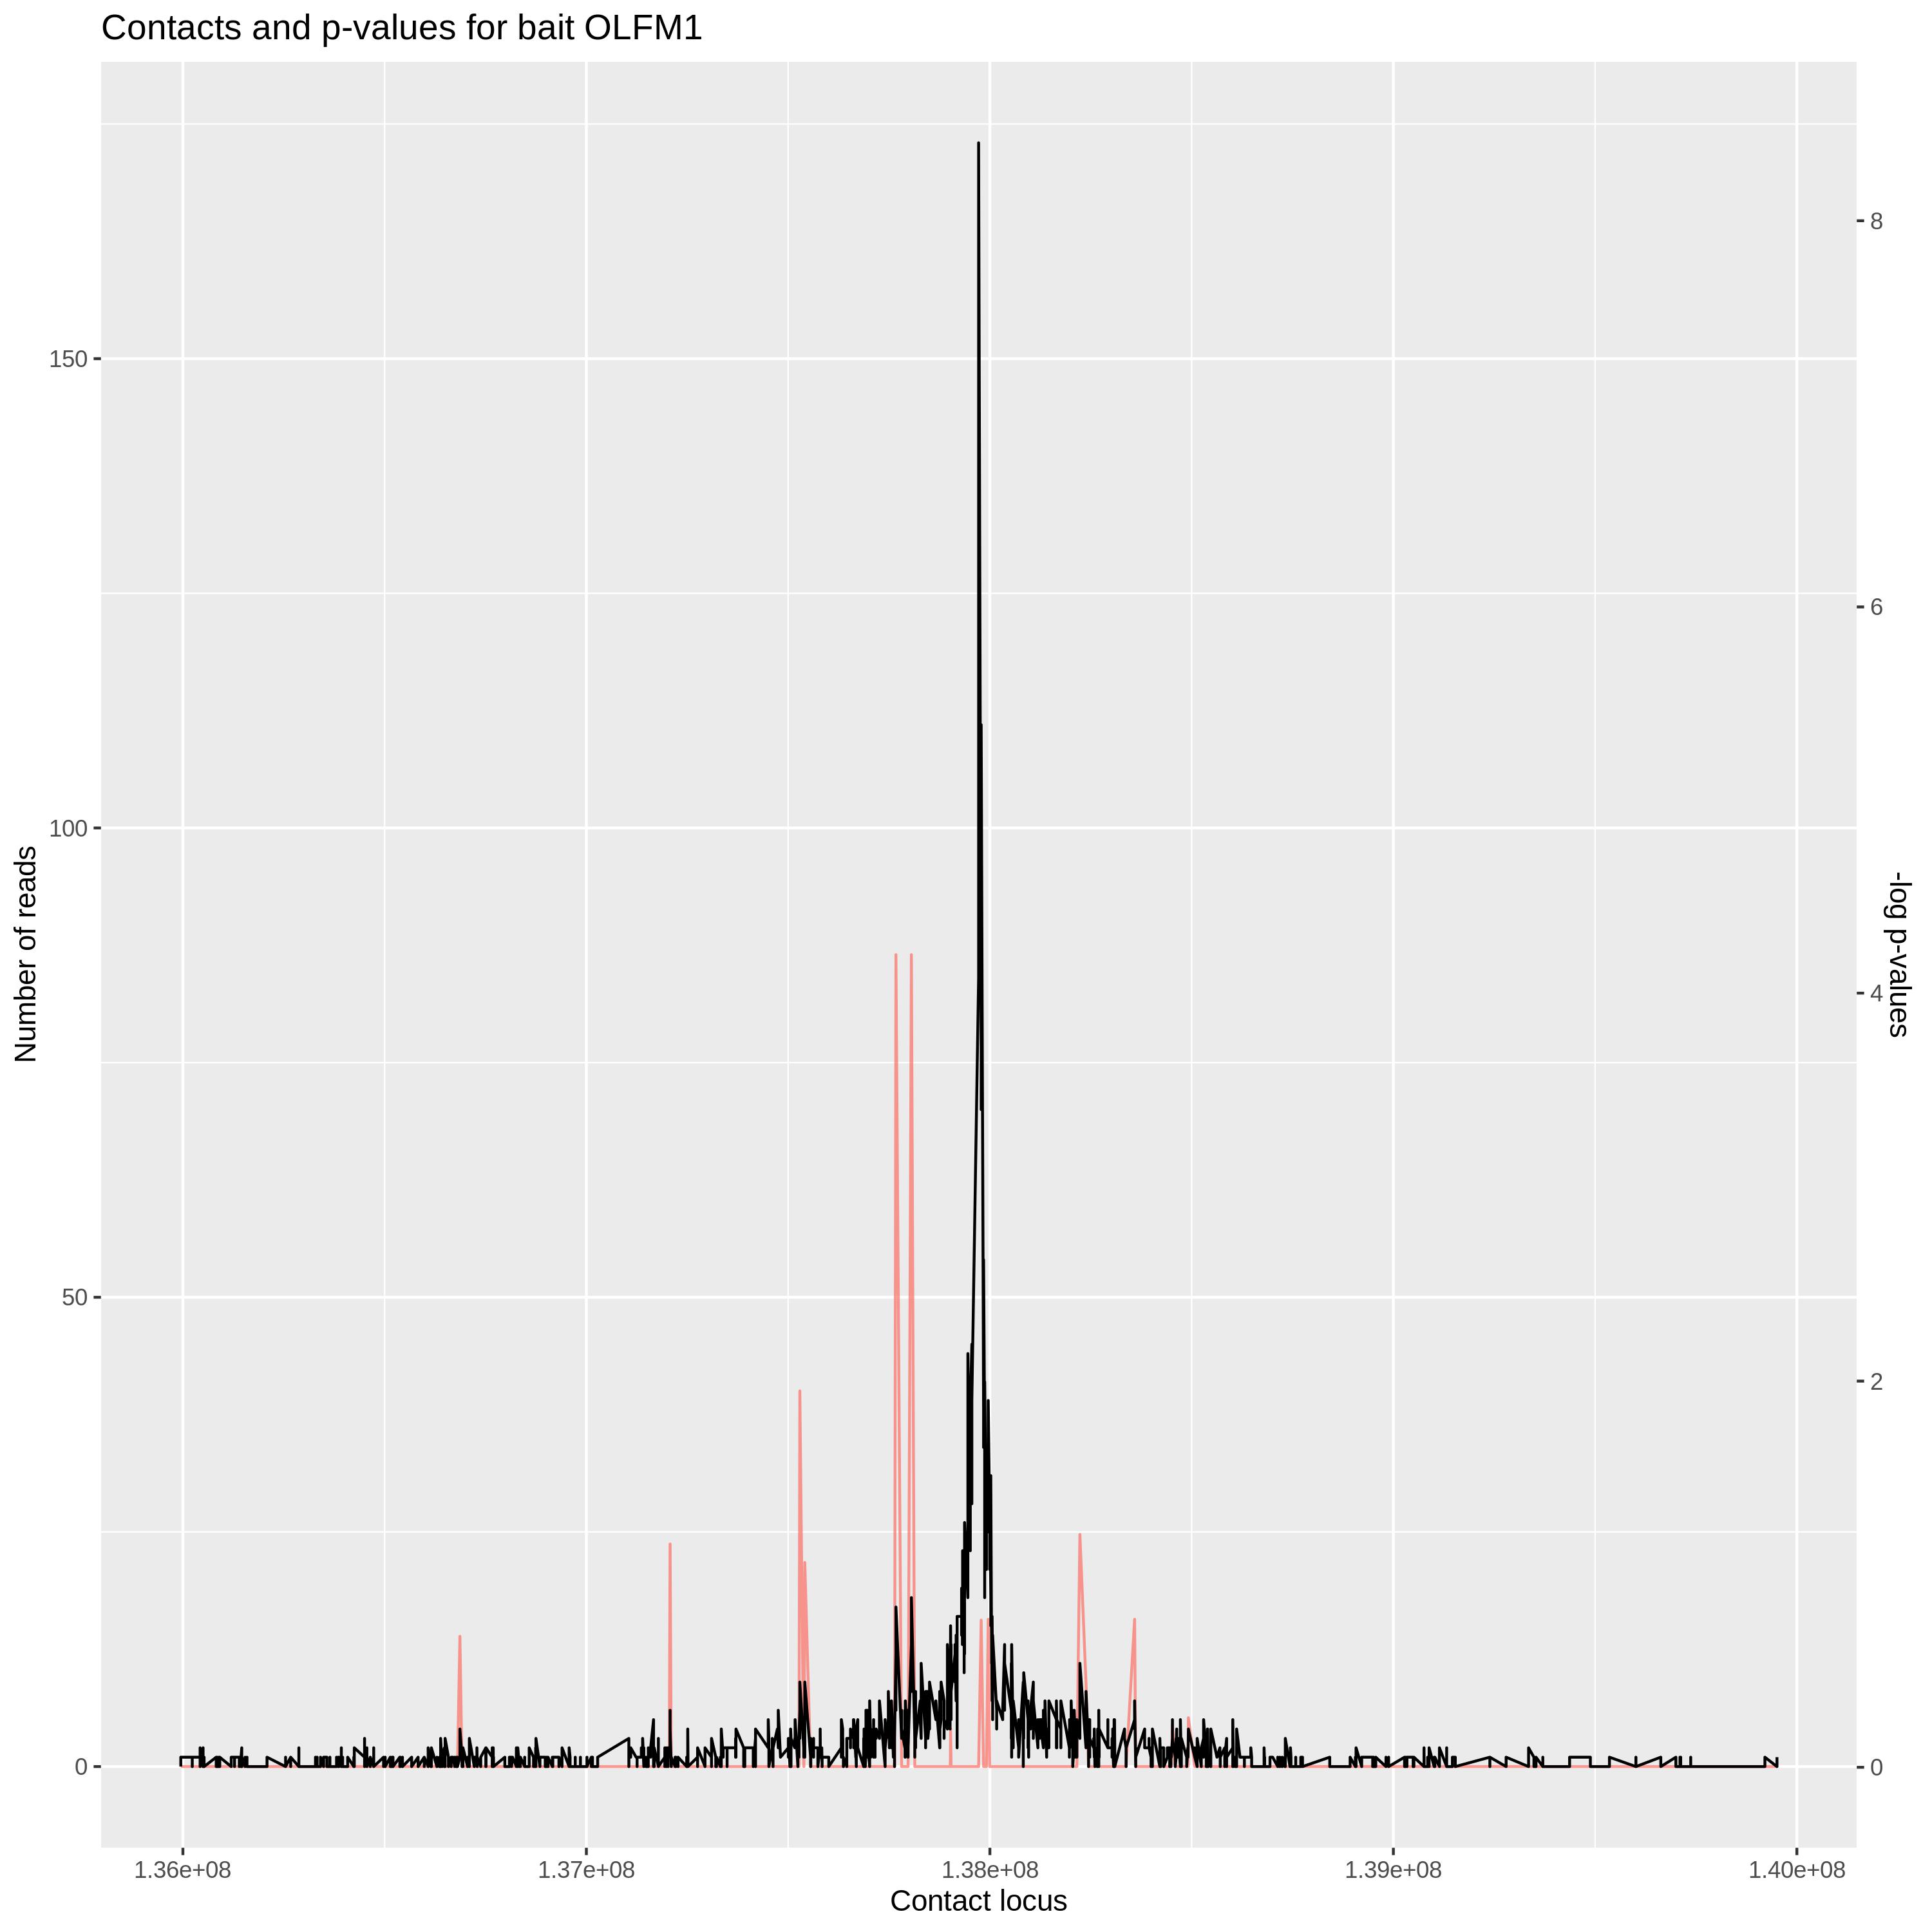 Contacts and p-values for bait OLFM1
150
100
50
0
Number of reads
8
6
4
2
0
-log p-values
1.36e+08
1.37e+08
1.38e+08
1.39e+08
1.40e+08
Contact locus